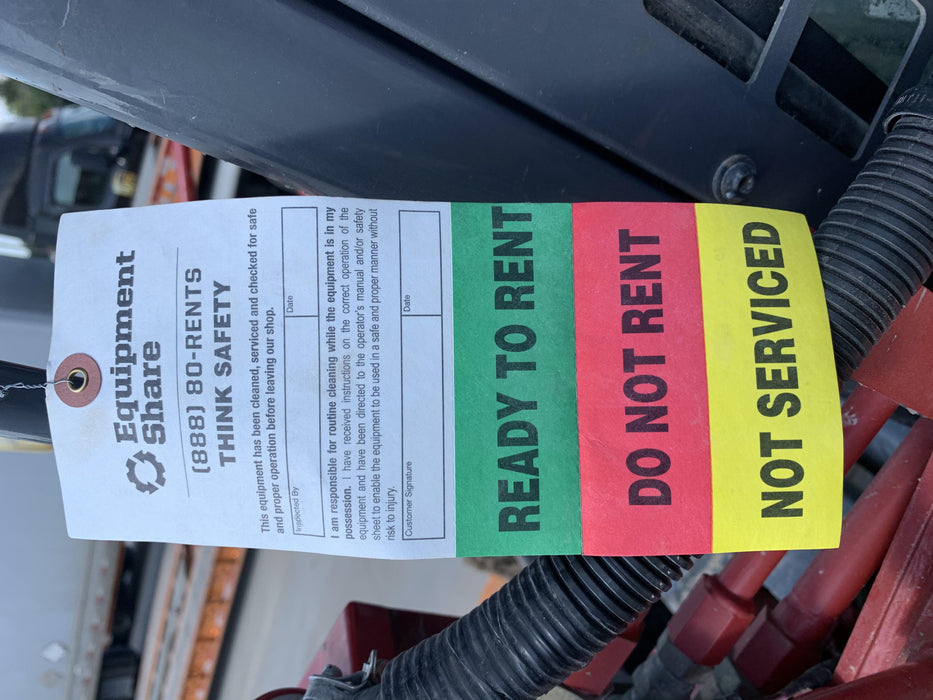 Equipment
Share
(888) 80-RENTS
THINK SAFETY
This equipment has been cleaned, serviced and checked for safe
and proper operation before leaving our shop.
Inspected By
Date
I am responsible for routine cleaning while the equipment is in my
possession. I have received instructions on the correct operation of the
equipment and have been directed to the operator's manual and/or safety
sheet to enable the equipment to be used in a safe and proper manner without
risk to injury.
Customer Signature
Date
READY TO RENT
DO NOT RENT
NOT SERVICED